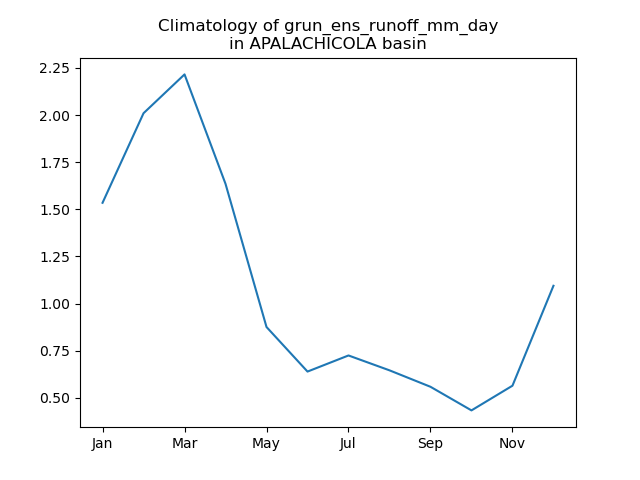 Climatology of grun_ens_runoff_mm_day
in APALACHICOLA basin
2.25
2.00
1.75
1.50
1.25
1.00
0.75
0.50
Jan Mar May Jul Sep Nov